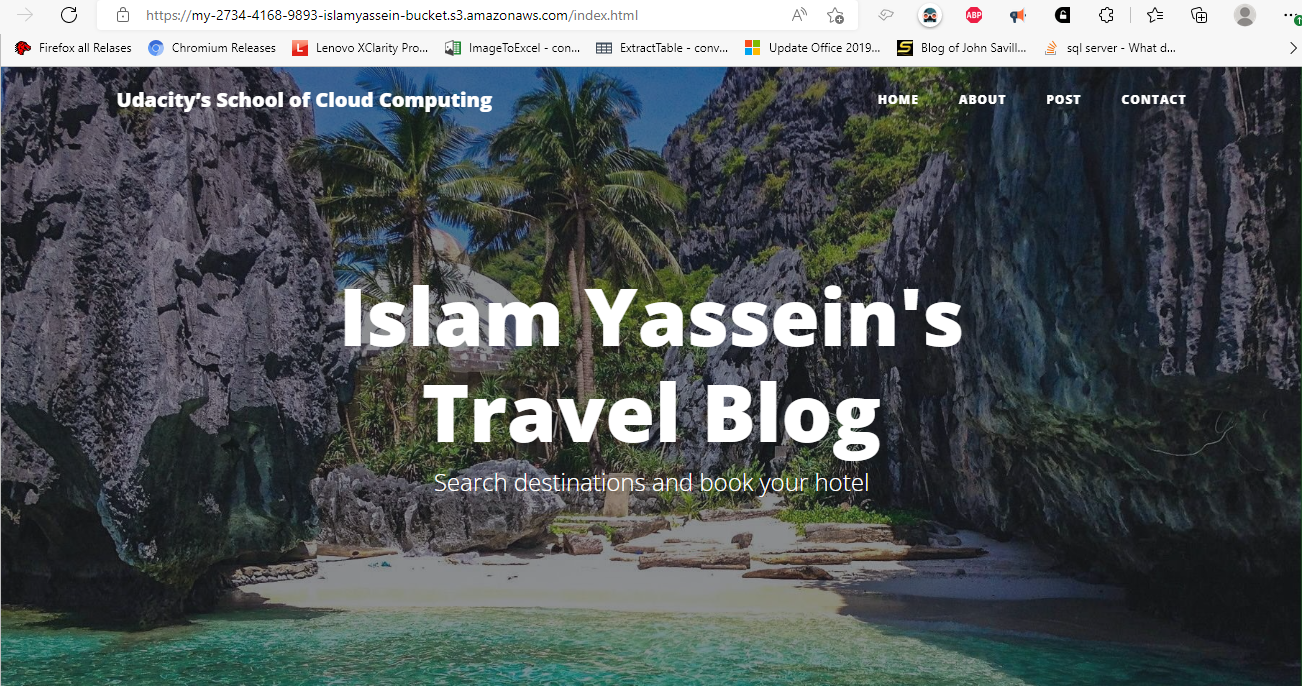 https://my-2734-4168-9893-islamyassein-bucket.s3.amazonaws.com/index.html
ABP
Firefox all Relases
Chromium Releases
L
Lenovo XClarity Pro...
ImageToExcel - con...
ExtractTable - conv...
Update Office 2019...
S
Blog of John Savill...
sql server - What d...
Udacity’s School of Cloud Computing
HOME
ABOUT
POST
CONTACT
Islam Yassein's
Travel Blog
Search destinations and book your hotel